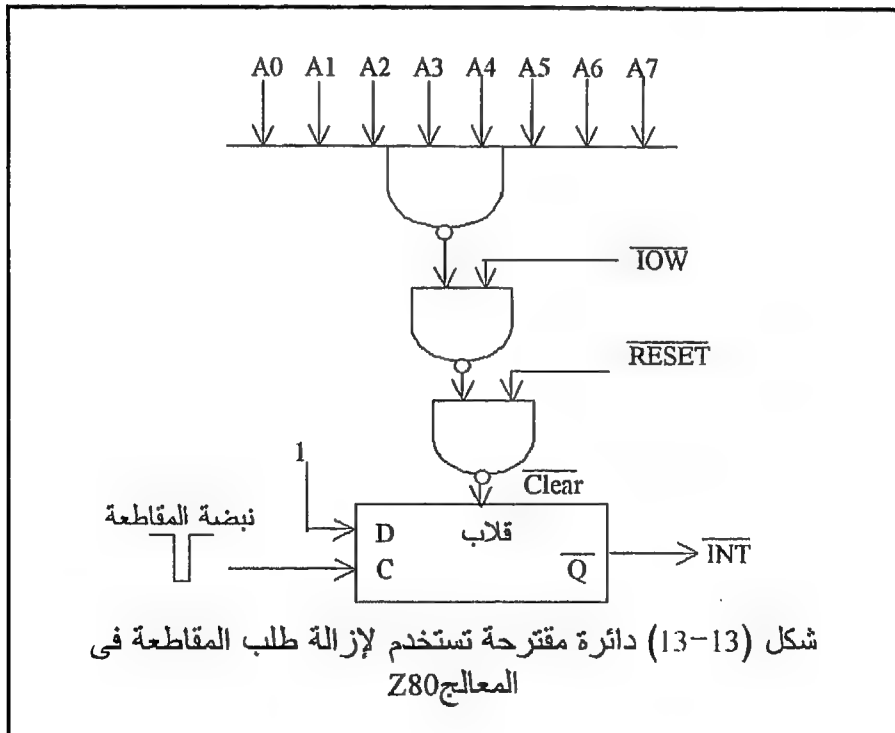 A0 A1 A2 A3 A4 A5 A6 A7
IOW
RESET
1
Clear
نبضة المقاطعة
D قلاب
C Q INT
شكل (13-13) دائرة مقترحة تستخدم لإزالة طلب المقاطعة فى
المعالجZ80